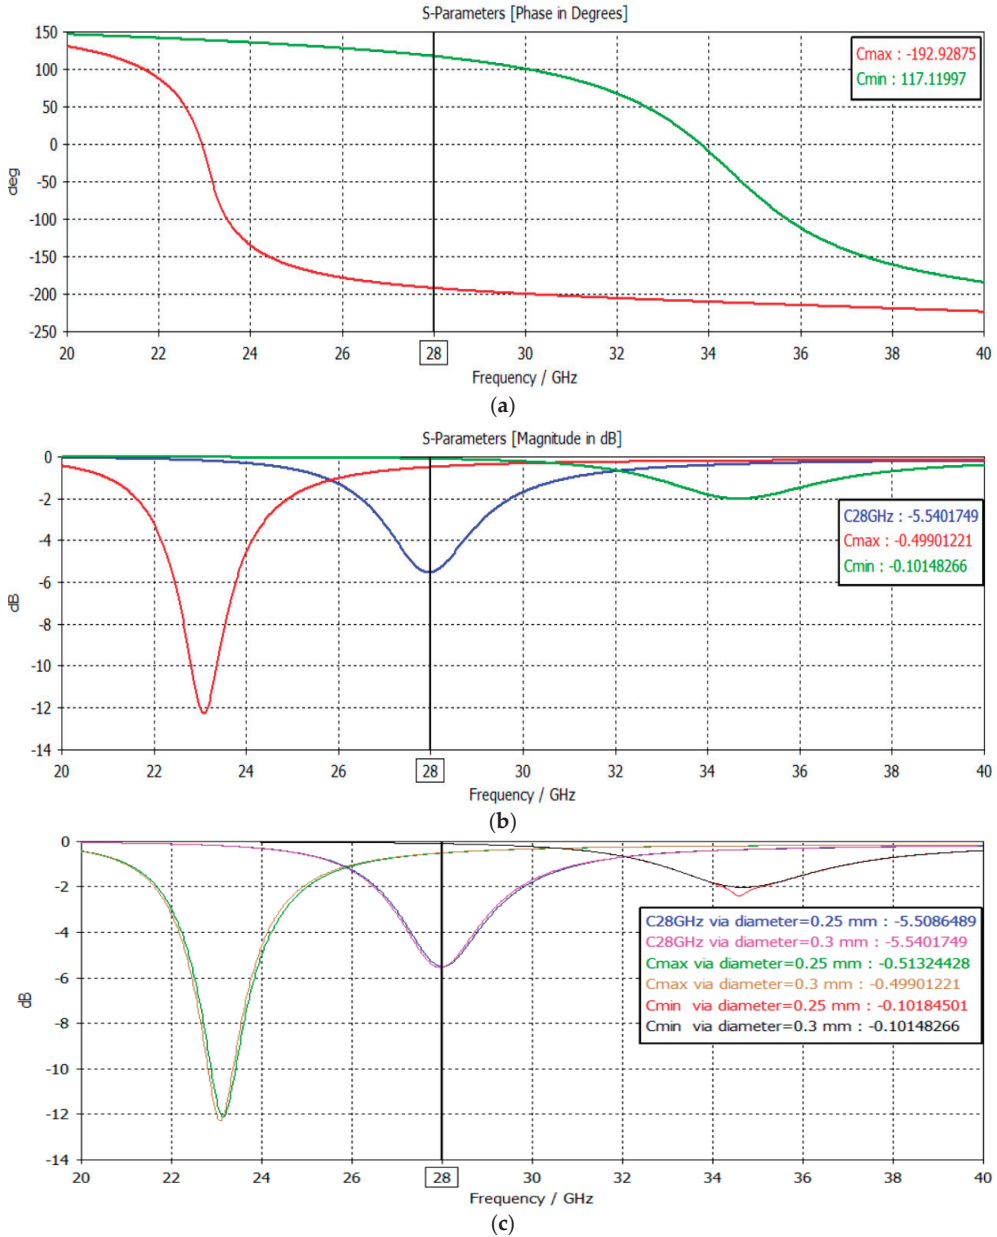 S-Parameters [Phase in Degrees]
150
100
50
0
-50
-100
-150
-200
-250
deg
Cmax : -192.92875
Cmin : 117.11997
20 22 24 26 28 30 32 34 36 38 40
Frequency / GHz
(a)
S-Parameters [Magnitude in dB]
0
-2
-4
-6
-8
-10
-12
-14
dB
C28GHz : -5.5401749
Cmax : -0.49901221
Cmin : -0.10148266
20 22 24 26 28 30 32 34 36 38 40
Frequency / GHz
(b)
0
-2
-4
-6
-8
-10
-12
-14
dB
C28GHz via diameter=0.25 mm : -5.5086489
C28GHz via diameter=0.3 mm : -5.5401749
Cmax via diameter=0.25 mm : -0.51324428
Cmax via diameter=0.3 mm : -0.49901221
Cmin via diameter=0.25 mm : -0.10184501
Cmin via diameter=0.3 mm : -0.10148266
20 22 24 26 28 30 32 34 36 38 40
Frequency / GHz
(c)